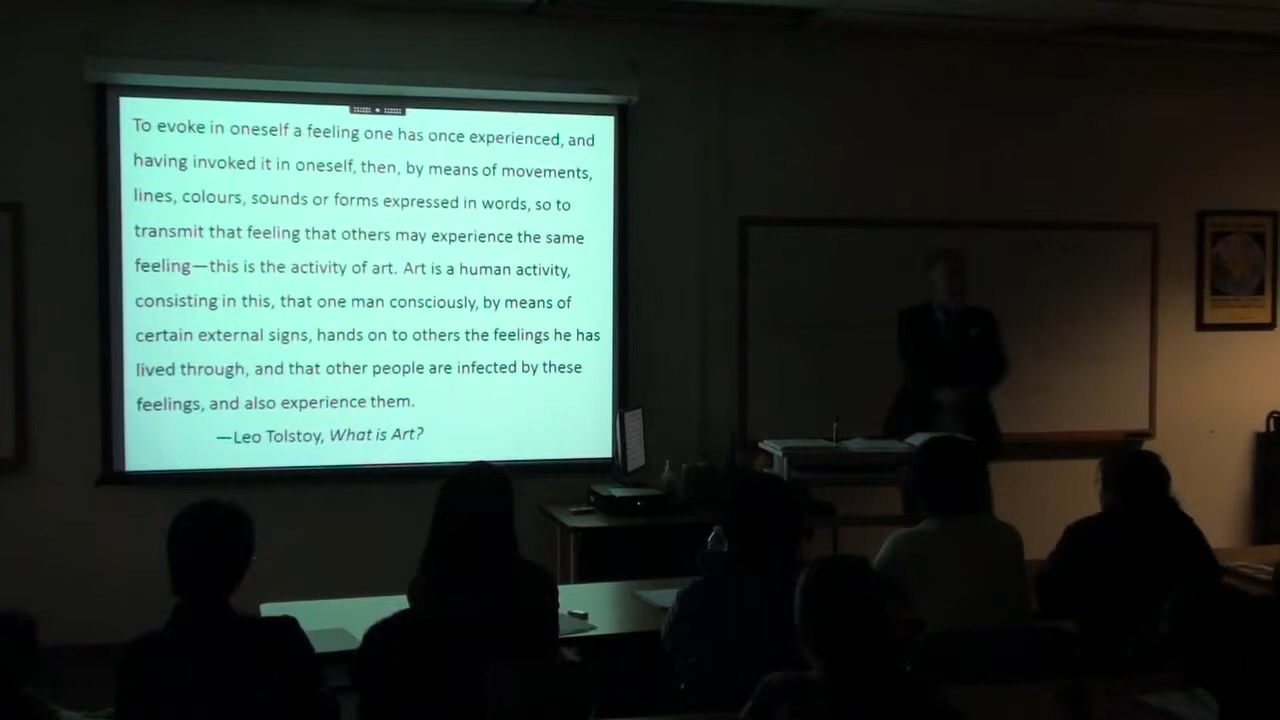 To evoke in oneself a feeling one has once experienced, and
having invoked it in oneself, then, by means of movements,
lines, colours, sounds or forms expressed in words, so to
transmit that feeling that others may experience the same
feeling—this is the activity of art. Art is a human activity,
consisting in this, that one man consciously, by means of
certain external signs, hands on to others the feelings he has
lived through, and that other people are infected by these
feelings, and also experience them.
—Leo Tolstoy, What is Art?